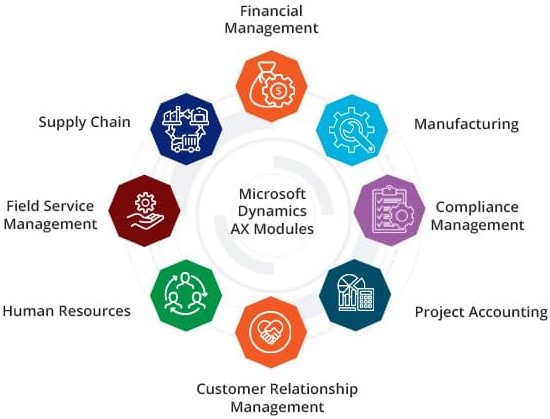 Financial
Management
Supply Chain
Manufacturing
$
Field Service
Management
Microsoft
Dynamics
AX Modules
Compliance
Management
Human Resources
Project Accounting
Customer Relationship
Management